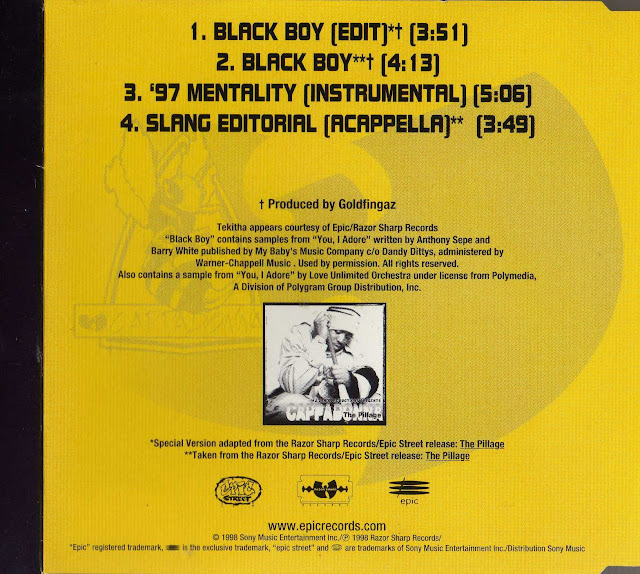 1. BLACK BOY (EDIT)*† (3:51)
2. BLACK BOY**† (4:13)
3. ‘97 MENTALITY (INSTRUMENTAL) (5:06)
4. SLANG EDITORIAL (ACAPPELLA)** (3:49)
† Produced by Goldfingaz
Tekitha appears courtesy of Epic/Razor Sharp Records
“Black Boy” contains samples from “You, I Adore” written by Anthony Sepe and
Barry White published by My Baby's Music Company c/o Dandy Dittys, administered by
Warner-Chappell Music . Used by permission. All rights reserved.
Also contains a sample from “You, I Adore” by Love Unlimited Orchestra under license from Polymedia,
A Division of Polygram Group Distribution, Inc.
CAPPADONNA
The Pillage
*Special Version adapted from the Razor Sharp Records/Epic Street release: The Pillage
**Taken from the Razor Sharp Records/Epic Street release: The Pillage
EPIC
STREET
epic
www.epicrecords.com
© 1998 Sony Music Entertainment Inc./℗ 1998 Razor Sharp Records/
“Epic” registered trademark, is the exclusive trademark, “epic street” and are trademarks of Sony Music Entertainment Inc./Distribution Sony Music